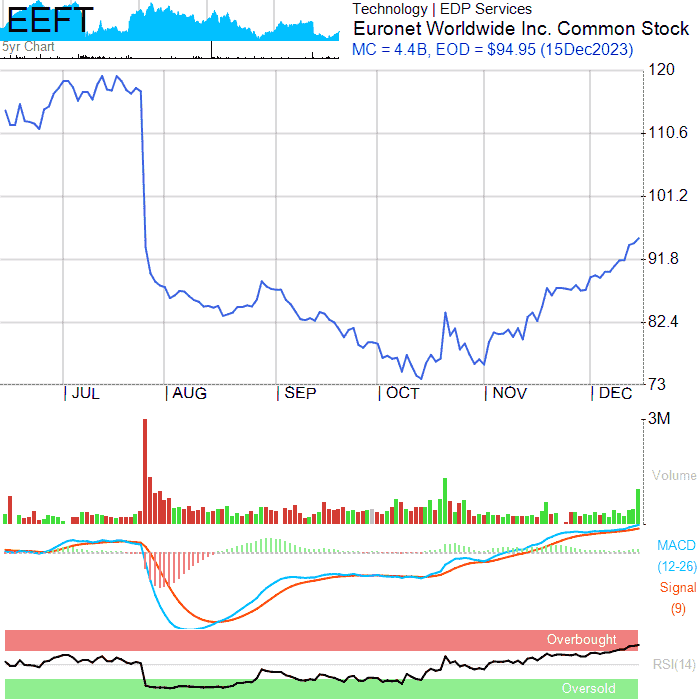 EEFT
5yr Chart
Technology | EDP Services
Euronet Worldwide Inc. Common Stock
MC = 4.4B, EOD = $94.95 (15Dec2023)
120
110.6
101.2
91.8
82.4
73
JUL
AUG
SEP
OCT
NOV
DEC
3M
Volume
MACD
(12-26)
Signal
(9)
Overbought
RSI(14)
Oversold